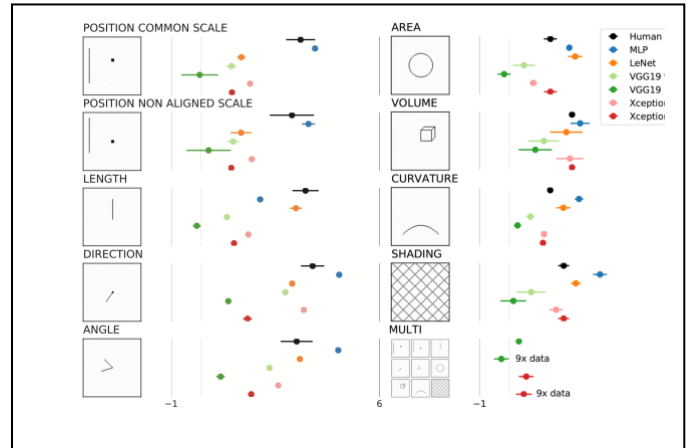 POSITION COMMON SCALE
POSITION NON ALIGNED SCALE
LENGTH
DIRECTION
ANGLE
-1
6
AREA
VOLUME
CURVATURE
SHADING
MULTI
9x data
9x data
-1
Human
MLP
LeNet
VGG19
VGG19
Xception
Xception